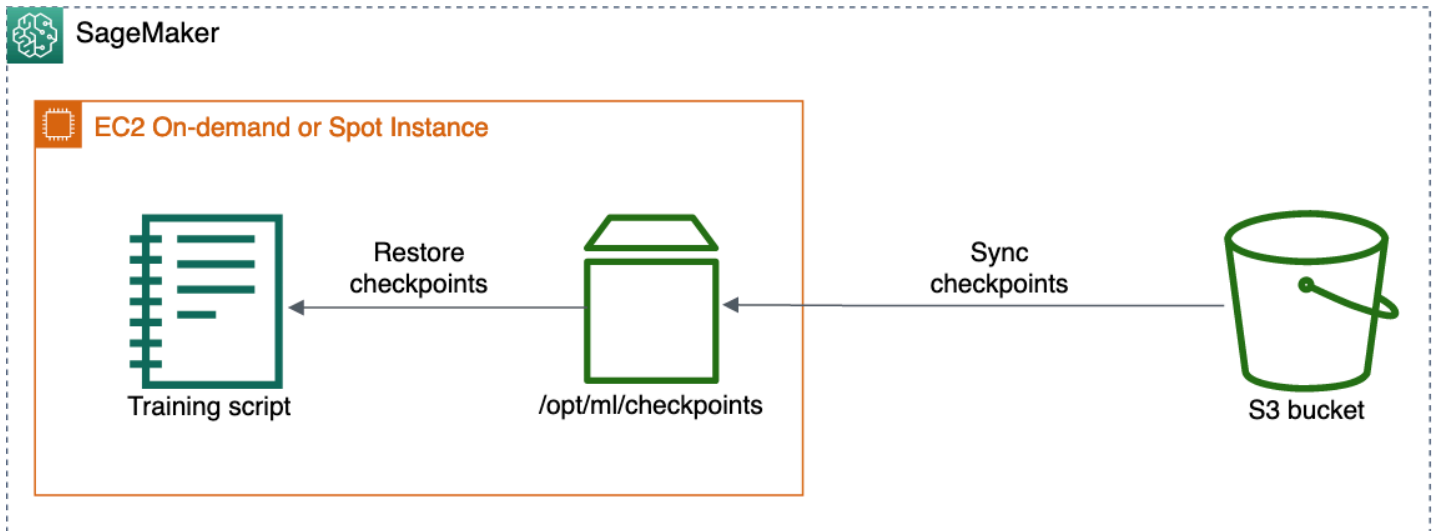 SageMaker
EC2 On-demand or Spot Instance
Restore
checkpoints
Sync
checkpoints
Training script
/opt/ml/checkpoints
S3 bucket